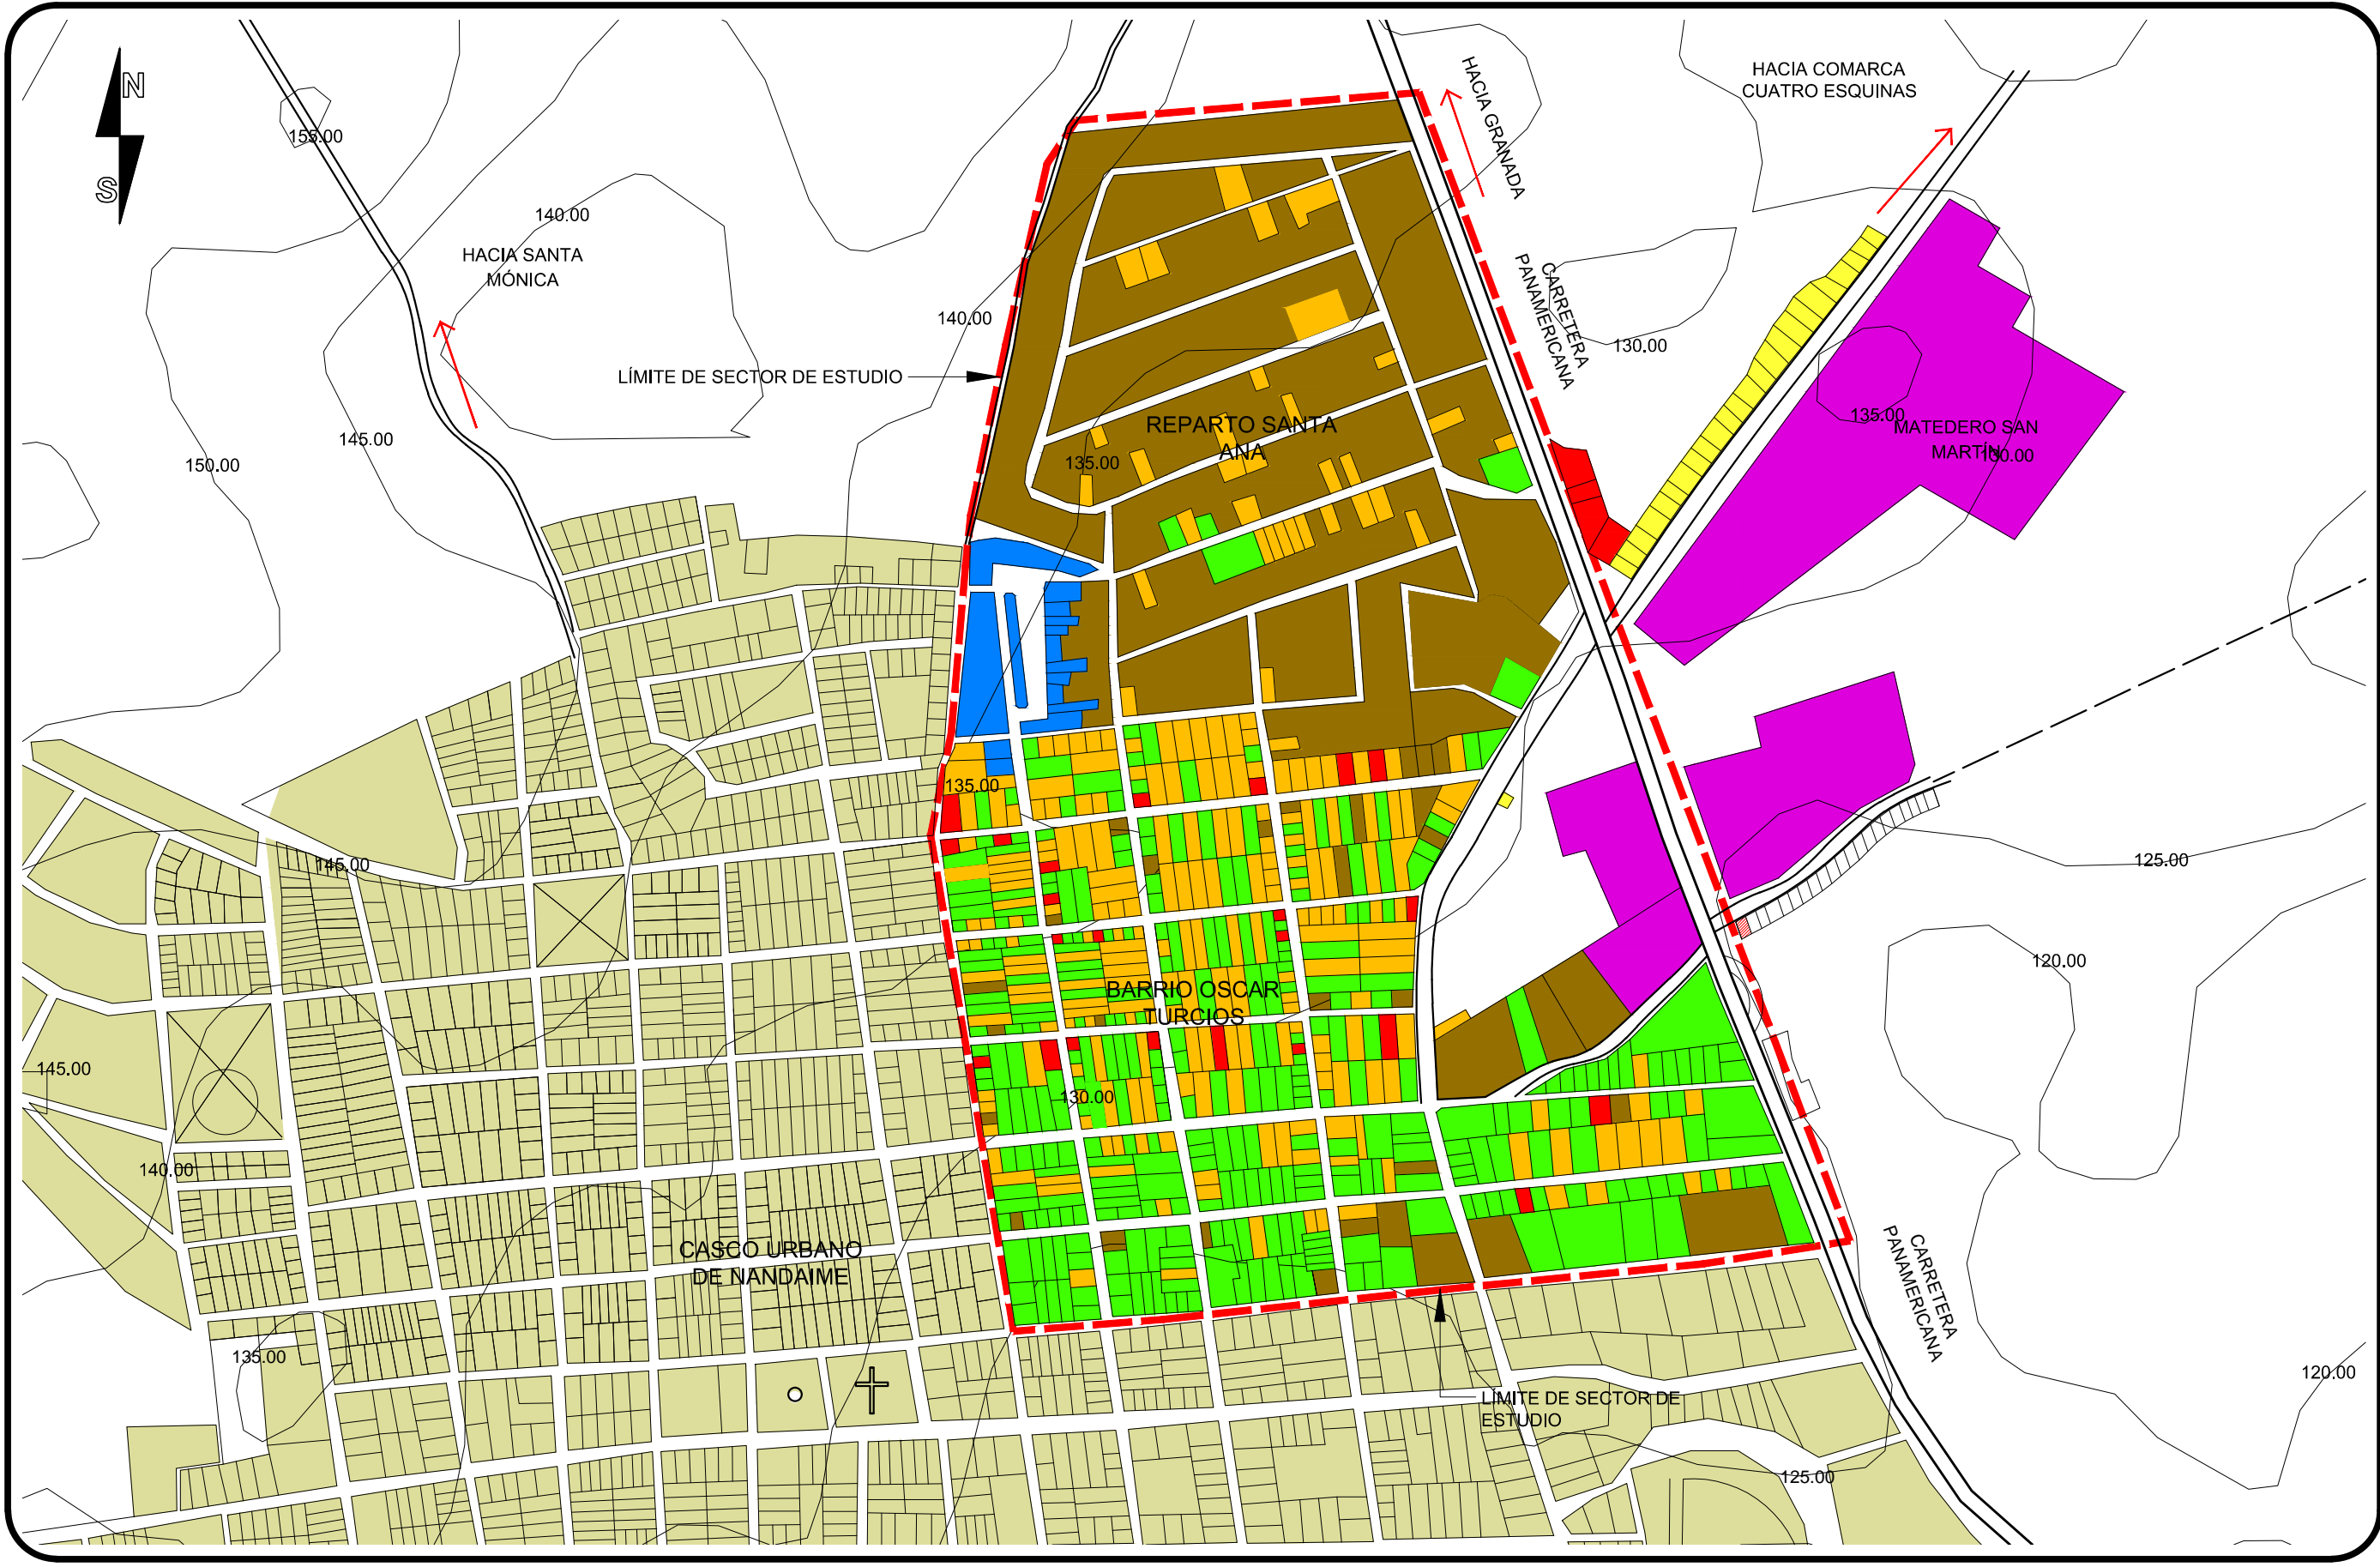 N
S
155.00
140.00
HACIA SANTA
MÓNICA
HACIA GRANADA
HACIA COMARCA
CUATRO ESQUINAS
140.00
CARRETERA
PANAMERICANA
130.00
LÍMITE DE SECTOR DE ESTUDIO
REPARTO SANTA
ANA
135.00
135.00
MATEDERO SAN
MARTÍN
145.00
150.00
135.00
145.00
125.00
120.00
BARRIO OSCAR
TURCIOS
145.00
130.00
140.00
CASCO URBANO
DE NANDAIME
CARRETERA
PANAMERICANA
135.00
120.00
LÍMITE DE SECTOR DE
ESTUDIO
125.00